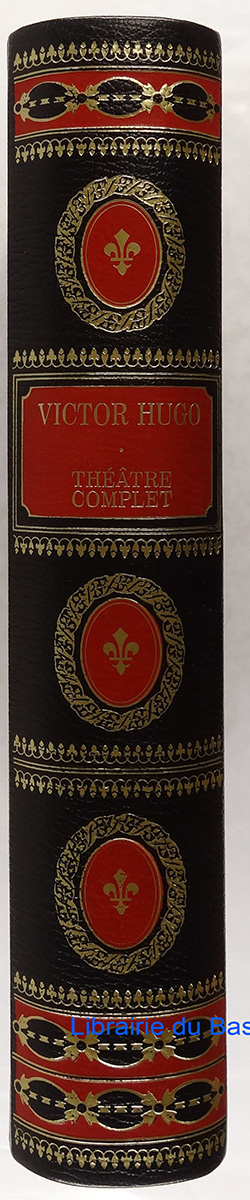 VICTOR HUGO
THÉÂTRE
COMPLET
Librairie du Bas